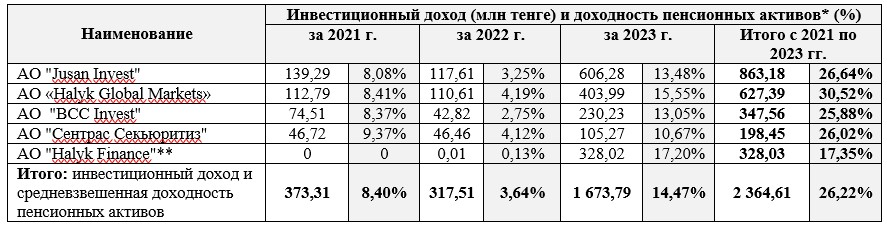 Наименование
Инвестиционный доход (млн тенге) и доходность пенсионных активов* (%)
за 2021 г.
за 2022 г.
за 2023 г.
Итого с 2021 по
2023 гг.
АО "Jusan Invest" 139,29 8,08% 117,61 3,25% 606,28 13,48% 863,18 26,64%
АО «Halyk Global Markets» 112,79 8,41% 110,61 4,19% 403,99 15,55% 627,39 30,52%
АО "BCC Invest" 74,51 8,37% 42,82 2,75% 230,23 13,05% 347,56 25,88%
АО "Сентрас Секьюритиз" 46,72 9,37% 46,46 4,12% 105,27 10,67% 198,45 26,02%
АО "Halyk Finance"** 0 0 0,01 0,13% 328,02 17,20% 328,03 17,35%
Итого: инвестиционный доход и
средневзвешенная доходность
пенсионных активов
373,31 8,40% 317,51 3,64% 1 673,79 14,47% 2 364,61 26,22%